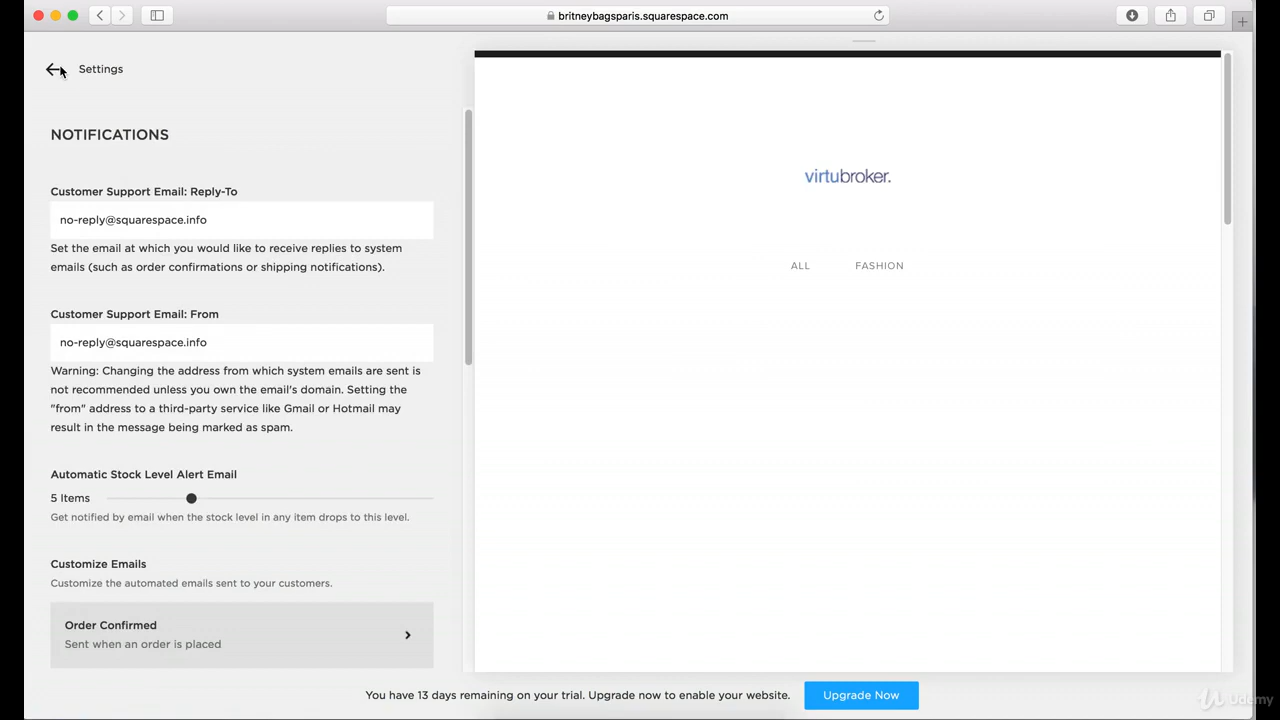 britneybagsparis.squarespace.com
Settings
NOTIFICATIONS
Customer Support Email: Reply-To
no-reply@squarespace.info
Set the email at which you would like to receive replies to system
emails (such as order confirmations or shipping notifications).
Customer Support Email: From
no-reply@squarespace.info
Warning: Changing the address from which system emails are sent is
not recommended unless you own the email's domain. Setting the
"from" address to a third-party service like Gmail or Hotmail may
result in the message being marked as spam.
Automatic Stock Level Alert Email
5 Items
Get notified by email when the stock level in any item drops to this level.
Customize Emails
Customize the automated emails sent to your customers.
Order Confirmed
Sent when an order is placed
virtubroker.
ALL FASHION
You have 13 days remaining on your trial. Upgrade now to enable your website. Upgrade Now
Udemy